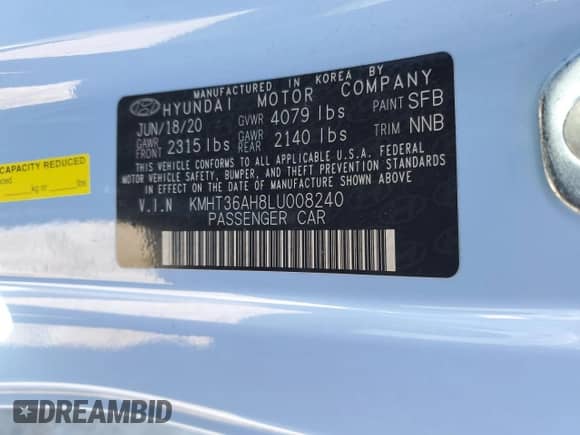 MANUFACTURED IN KOREA BY
HYUNDAI MOTOR COMPANY
JUN/18/20 GVWR 4079 lbs PAINT SFB
GAWR FRONT 2315 lbs GAWR REAR 2140 lbs TRIM NNB
THIS VEHICLE CONFORMS TO ALL APPLICABLE U.S.A. FEDERAL
MOTOR VEHICLE SAFETY, BUMPER, AND THEFT PREVENTION STANDARDS
IN EFFECT ON THE DATE OF MANUFACTURE SHOWN ABOVE.
V.I.N KMHT36AH8LU008240
PASSENGER CAR
CAPACITY REDUCED
kg or lbs
DREAMBID